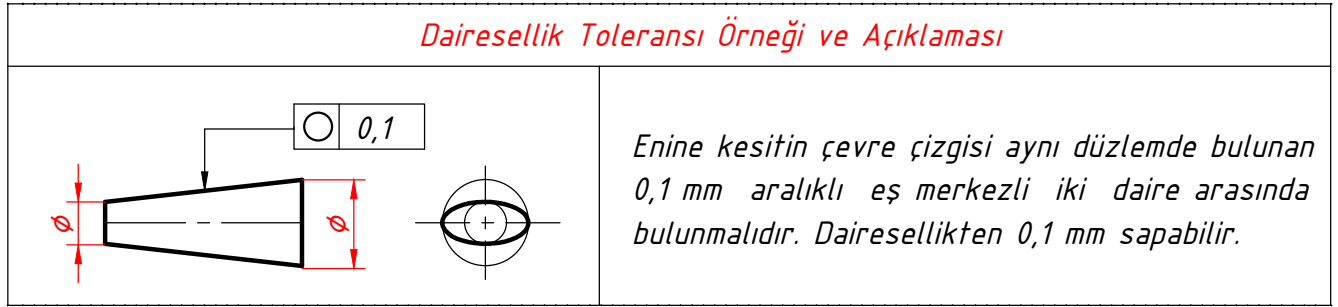 Dairesellik Toleransı Örneği ve Açıklaması
0,1
Ø
Ø
Enine kesitin çevre çizgisi aynı düzlemde bulunan
0,1 mm aralıklı eş merkezli iki daire arasında
bulunmalıdır. Dairesellikten 0,1 mm sapabilir.